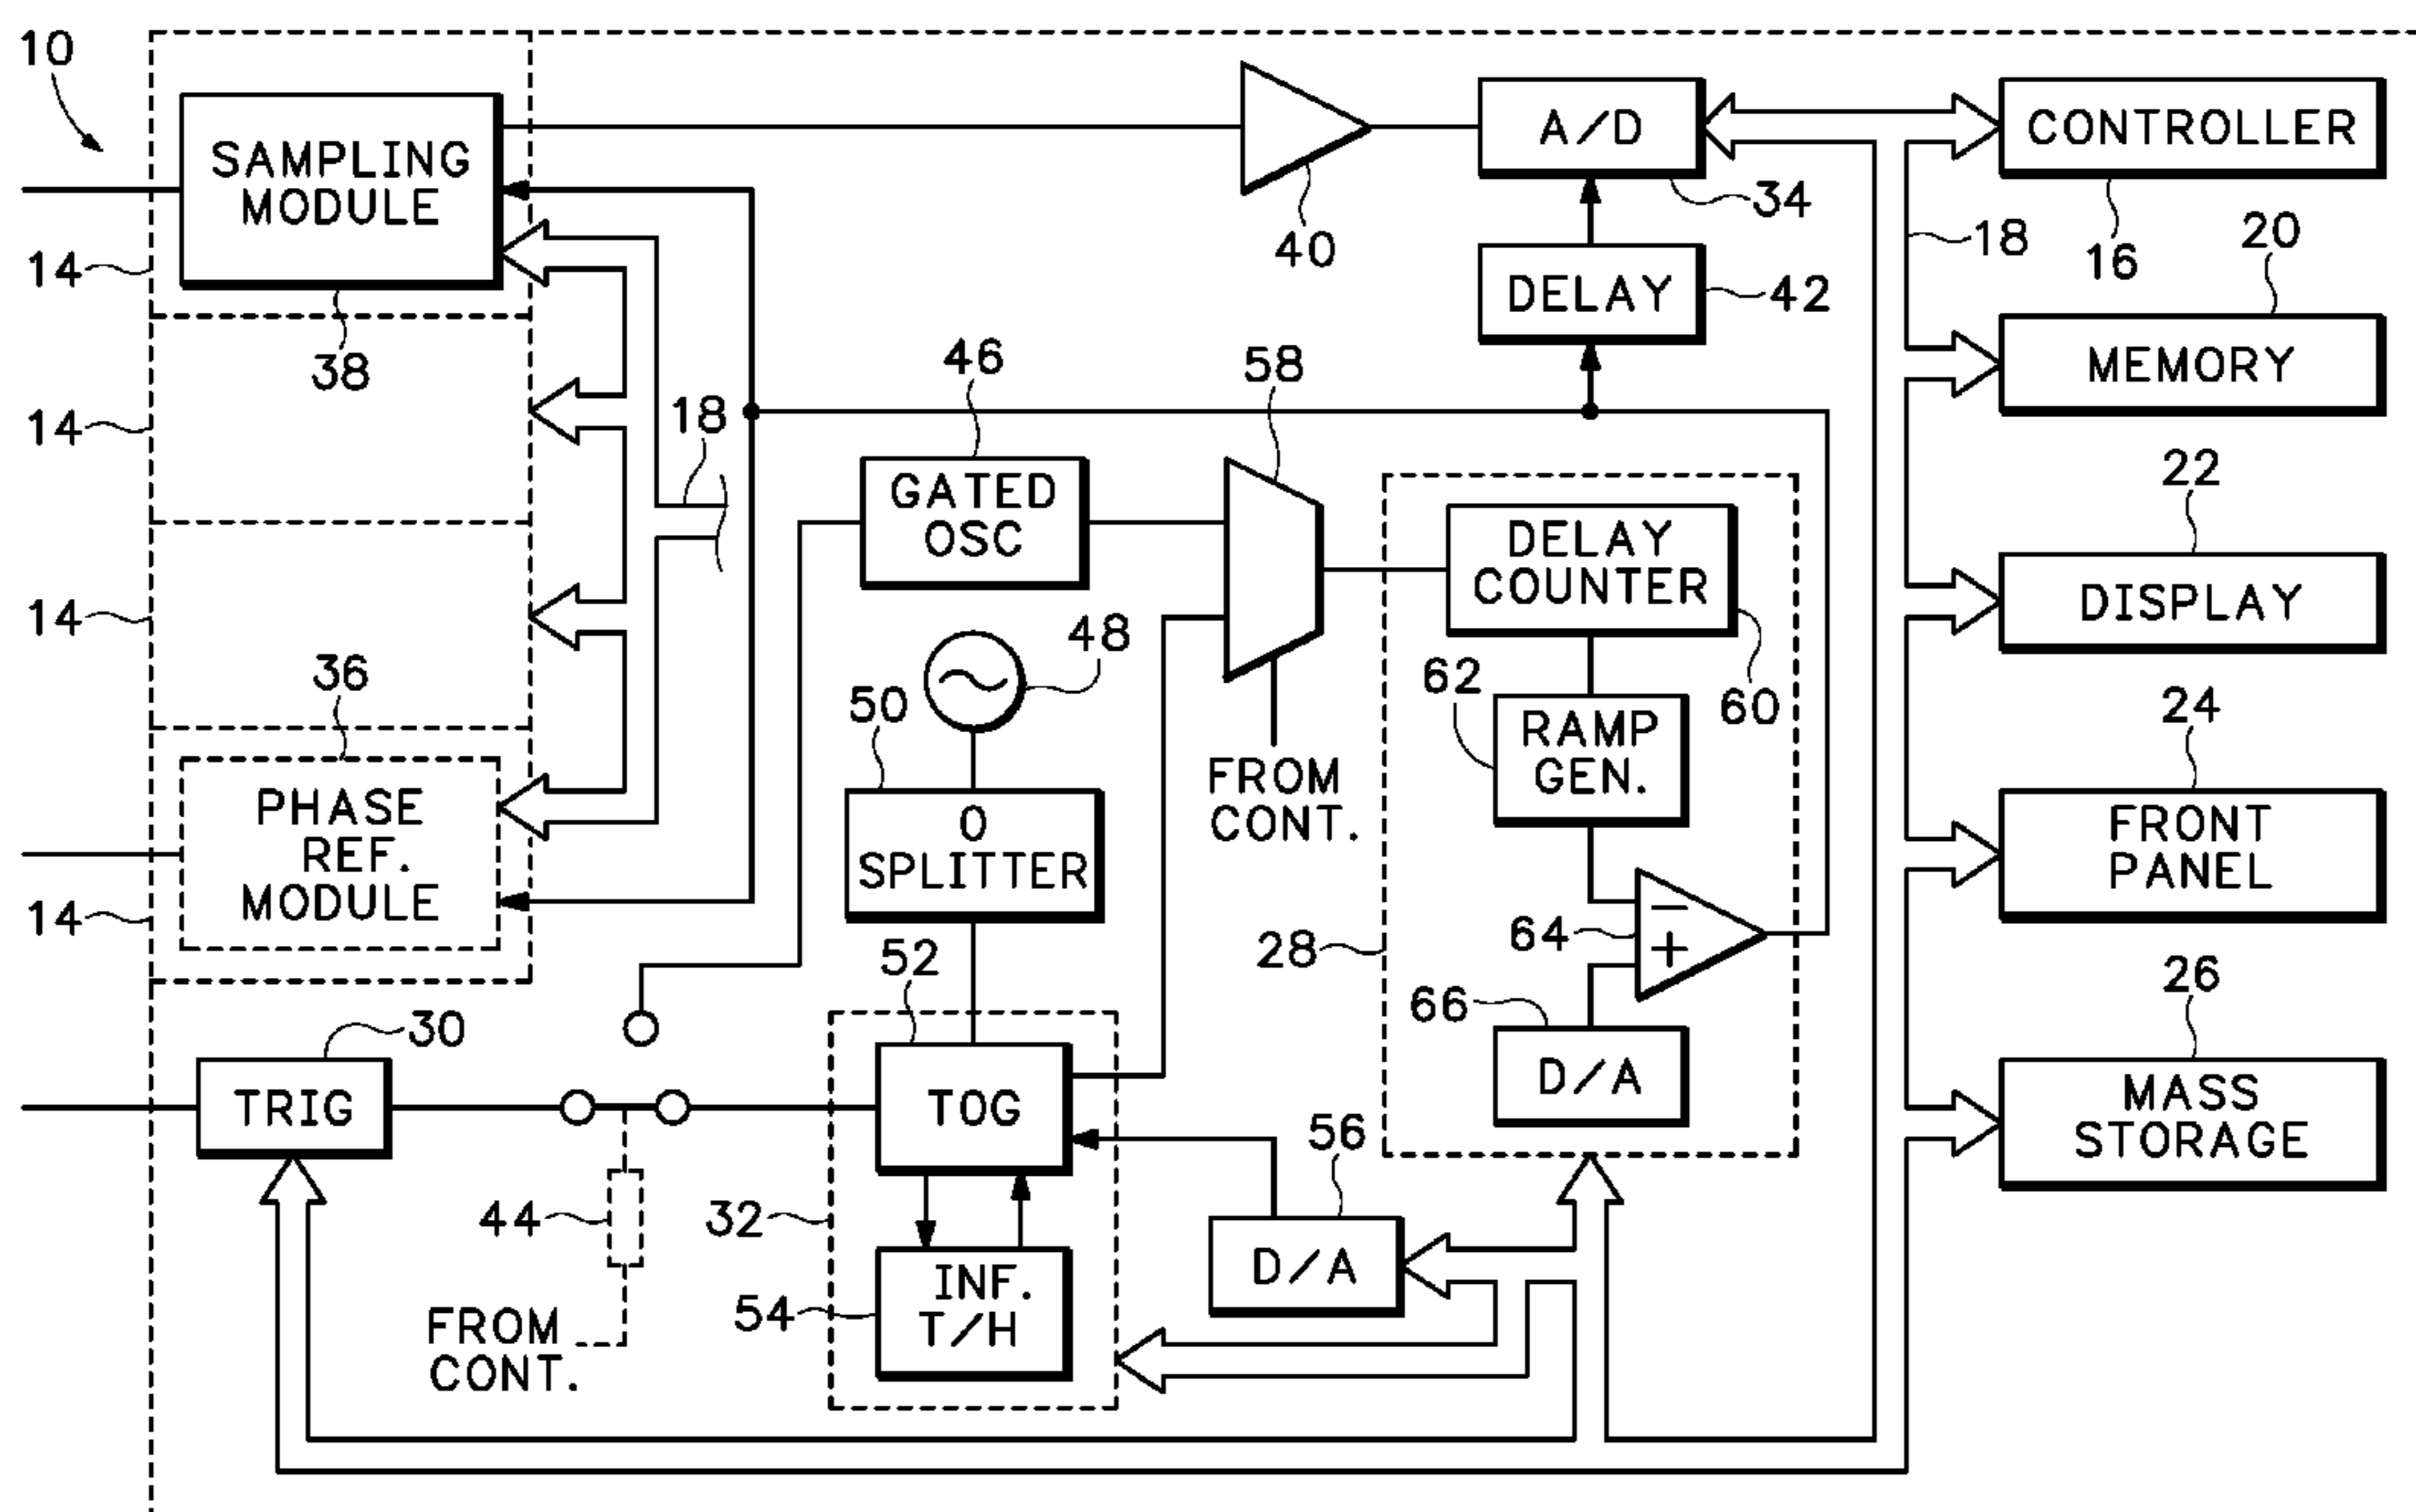 10
SAMPLING
MODULE
14
38
14
14
36
PHASE
REF.
MODULE
14
18
40
A/D
34
DELAY
42
CONTROLLER
16
18
20
MEMORY
22
DISPLAY
24
FRONT
PANEL
26
MASS
STORAGE
46
GATED
OSC
58
48
50
0
SPLITTER
FROM
CONT.
DELAY
COUNTER
60
62
RAMP
GEN.
64
−
+
28
66
D/A
30
TRIG
44
FROM
CONT.
52
TOG
32
54
INF.
T/H
56
D/A